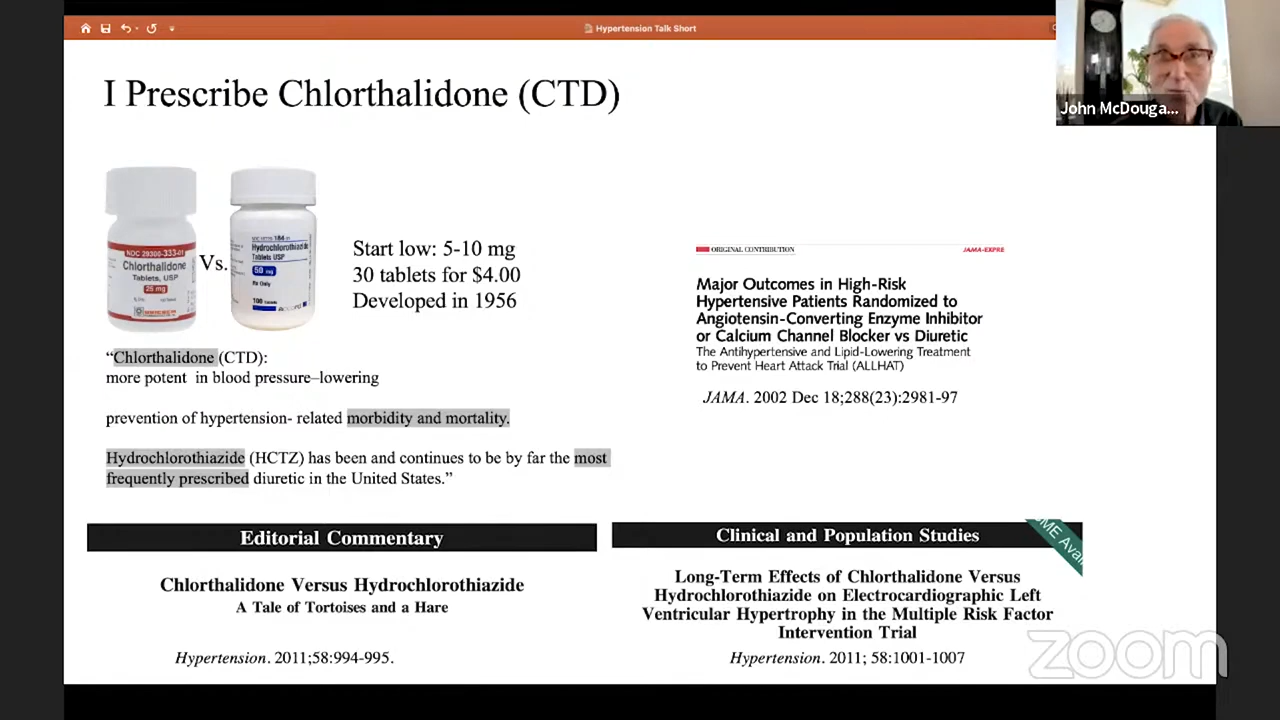 Hypertension Talk Short
John McDouga...
I Prescribe Chlorthalidone (CTD)
NDC 29300-333-01
Chlorthalidone
Tablets, USP
25 mg
Vs.
Hydrochlorothiazide
Tablets USP
50 mg
Rx Only
100 Tablets
Start low: 5-10 mg
30 tablets for $4.00
Developed in 1956
“Chlorthalidone (CTD):
more potent in blood pressure–lowering
prevention of hypertension- related morbidity and mortality.
Hydrochlorothiazide (HCTZ) has been and continues to be by far the most
frequently prescribed diuretic in the United States.”
ORIGINAL CONTRIBUTION
JAMA-EXPRE
Major Outcomes in High-Risk
Hypertensive Patients Randomized to
Angiotensin-Converting Enzyme Inhibitor
or Calcium Channel Blocker vs Diuretic
The Antihypertensive and Lipid-Lowering Treatment
to Prevent Heart Attack Trial (ALLHAT)
JAMA. 2002 Dec 18;288(23):2981-97
Editorial Commentary
Chlorthalidone Versus Hydrochlorothiazide
A Tale of Tortoises and a Hare
Hypertension. 2011;58:994-995.
Clinical and Population Studies
ME Avai
Long-Term Effects of Chlorthalidone Versus
Hydrochlorothiazide on Electrocardiographic Left
Ventricular Hypertrophy in the Multiple Risk Factor
Intervention Trial
Hypertension. 2011; 58:1001-1007
zoom